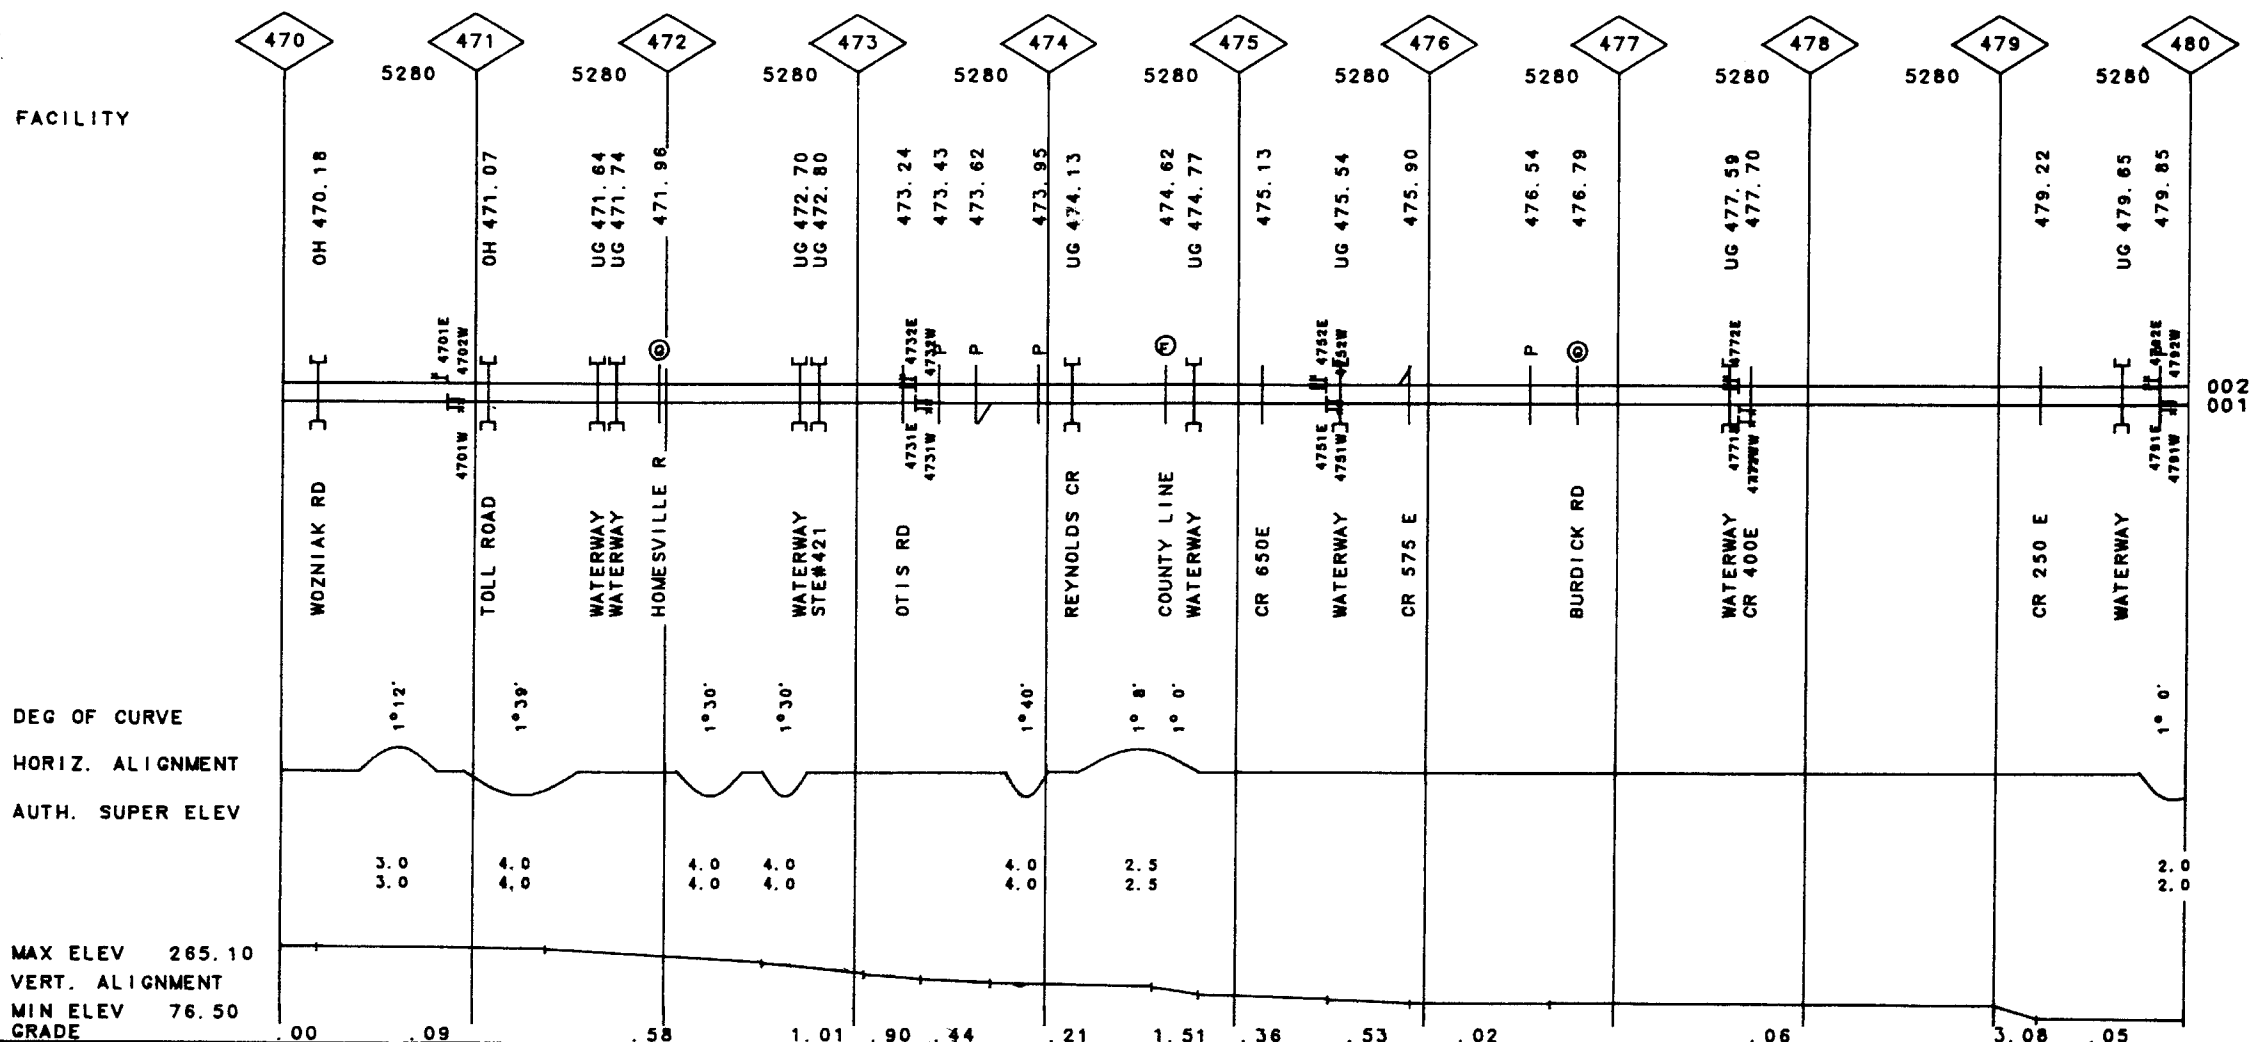 470 471 472 473 474 475 476 477 478 479 480
5280 5280 5280 5280 5280 5280 5280 5280 5280 5280
FACILITY
OH 470.18
OH 471.07
UG 471.64
UG 471.74
471.96
UG 472.70
UG 472.80
473.24
473.43
473.62
473.95
UG 474.13
474.62
UG 474.77
475.13
UG 475.54
475.90
476.54
476.79
UG 477.59
477.70
479.22
UG 479.65
479.85
4701E
4702W
4732E
4732W
P
P
P
F
4752E
4752W
P
4772E
4792E
4792W
002
001
4701W
4731E
4731W
4751E
4751W
4791E
4791W
WOZNIAK RD
TOLL ROAD
WATERWAY
WATERWAY
HOMESVILLE R
WATERWAY
STE#421
OTIS RD
REYNOLDS CR
COUNTY LINE
WATERWAY
CR 650E
WATERWAY
CR 575 E
BURDICK RD
WATERWAY
CR 400E
CR 250 E
WATERWAY
DEG OF CURVE
1°12' 1°39' 1°30' 1°30' 1°40' 1° 8' 1° 0' 1° 0'
HORIZ. ALIGNMENT
AUTH. SUPER ELEV
3.0 4.0 4.0 4.0 4.0 2.5 2.0
3.0 4.0 4.0 4.0 4.0 2.5 2.0
MAX ELEV 265.10
VERT. ALIGNMENT
MIN ELEV 76.50
GRADE .00 .09 .58 1.01 .90 .44 .21 1.51 .36 .53 .02 .06 3.08 .05